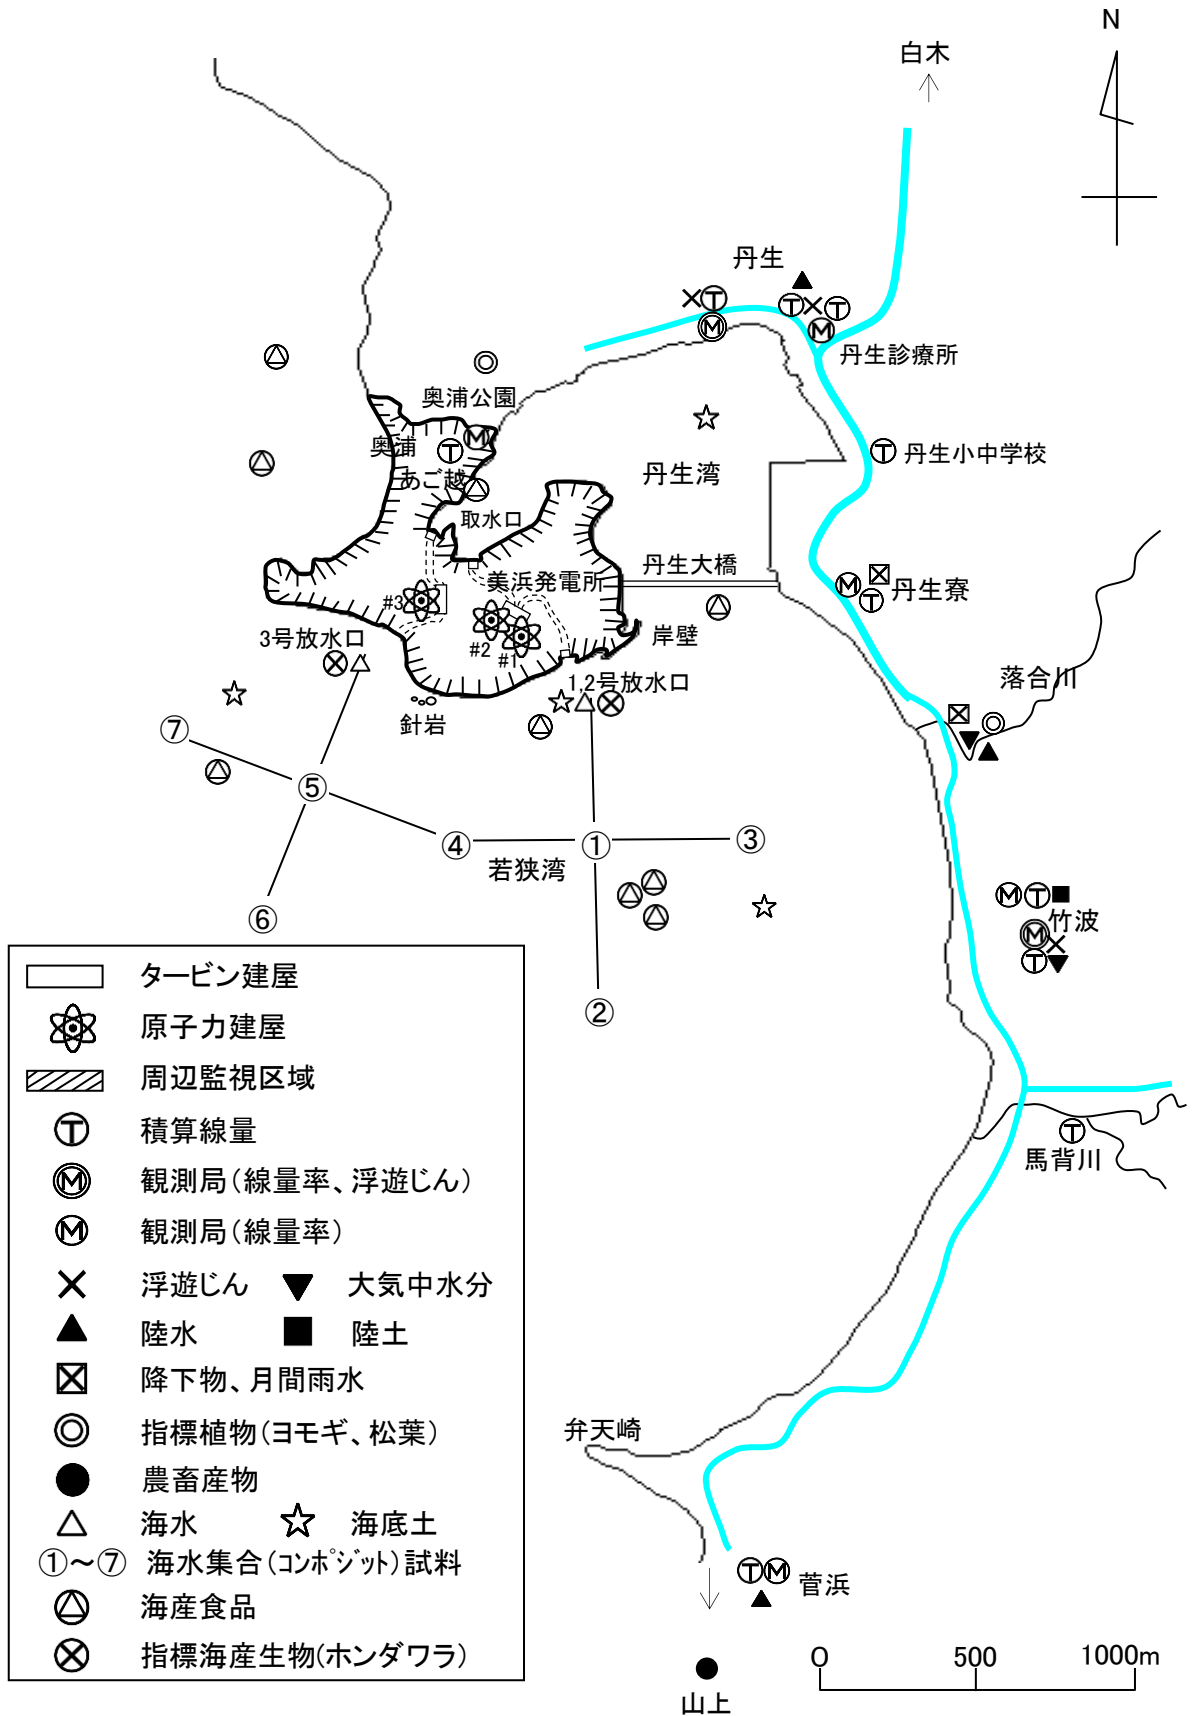 N
白木
丹生
丹生診療所
奥浦公園
奥浦
あご越
丹生湾
丹生小中学校
取水口
丹生大橋
美浜発電所
丹生寮
#3
#2
#1
3号放水口
岸壁
1,2号放水口
落合川
針岩
⑦
⑤
④
①
③
若狭湾
⑥
②
竹波
馬背川
弁天崎
菅浜
山上
O 500 1000m
タービン建屋
原子力建屋
周辺監視区域
T 積算線量
M 観測局(線量率、浮遊じん)
M 観測局(線量率)
浮遊じん 大気中水分
陸水 陸土
降下物、月間雨水
指標植物(ヨモギ、松葉)
農畜産物
海水 海底土
①～⑦ 海水集合(ｺﾝﾎﾟｼﾞｯﾄ)試料
海産食品
指標海産生物(ホンダワラ)